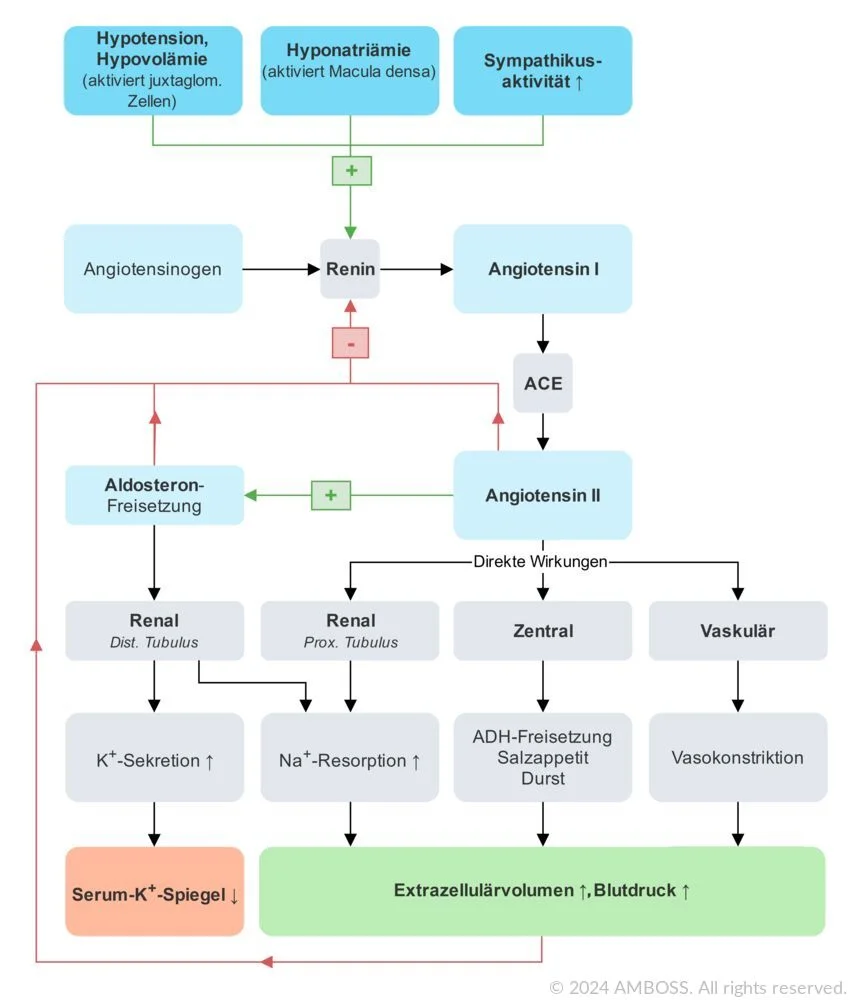 Hypotension,
Hypovolämie
(aktiviert juxtaglom.
Zellen)
Hyponatriämie
(aktiviert Macula densa)
Sympathikus-
aktivität ↑
+
Angiotensinogen
Renin
Angiotensin I
-
ACE
Aldosteron-
Freisetzung
+
Angiotensin II
Direkte Wirkungen
Renal
Dist. Tubulus
Renal
Prox. Tubulus
Zentral
Vaskulär
K⁺-Sekretion ↑
Na⁺-Resorption ↑
ADH-Freisetzung
Salzappetit
Durst
Vasokonstriktion
Serum-K⁺-Spiegel ↓
Extrazellulärvolumen ↑, Blutdruck ↑
© 2024 AMBOSS. All rights reserved.